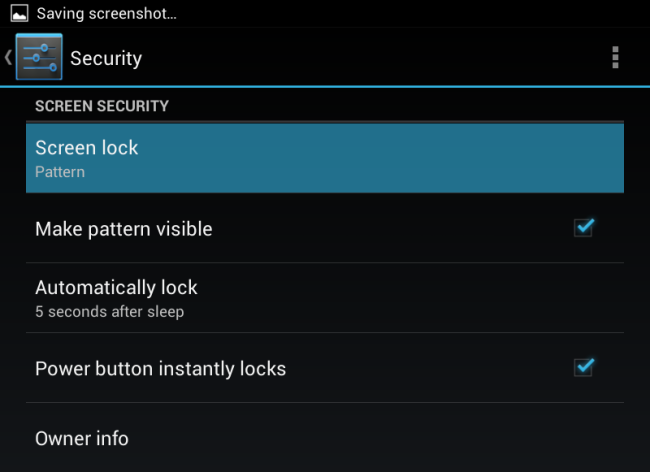 Saving screenshot...
Security
SCREEN SECURITY
Screen lock
Pattern
Make pattern visible
Automatically lock
5 seconds after sleep
Power button instantly locks
Owner info